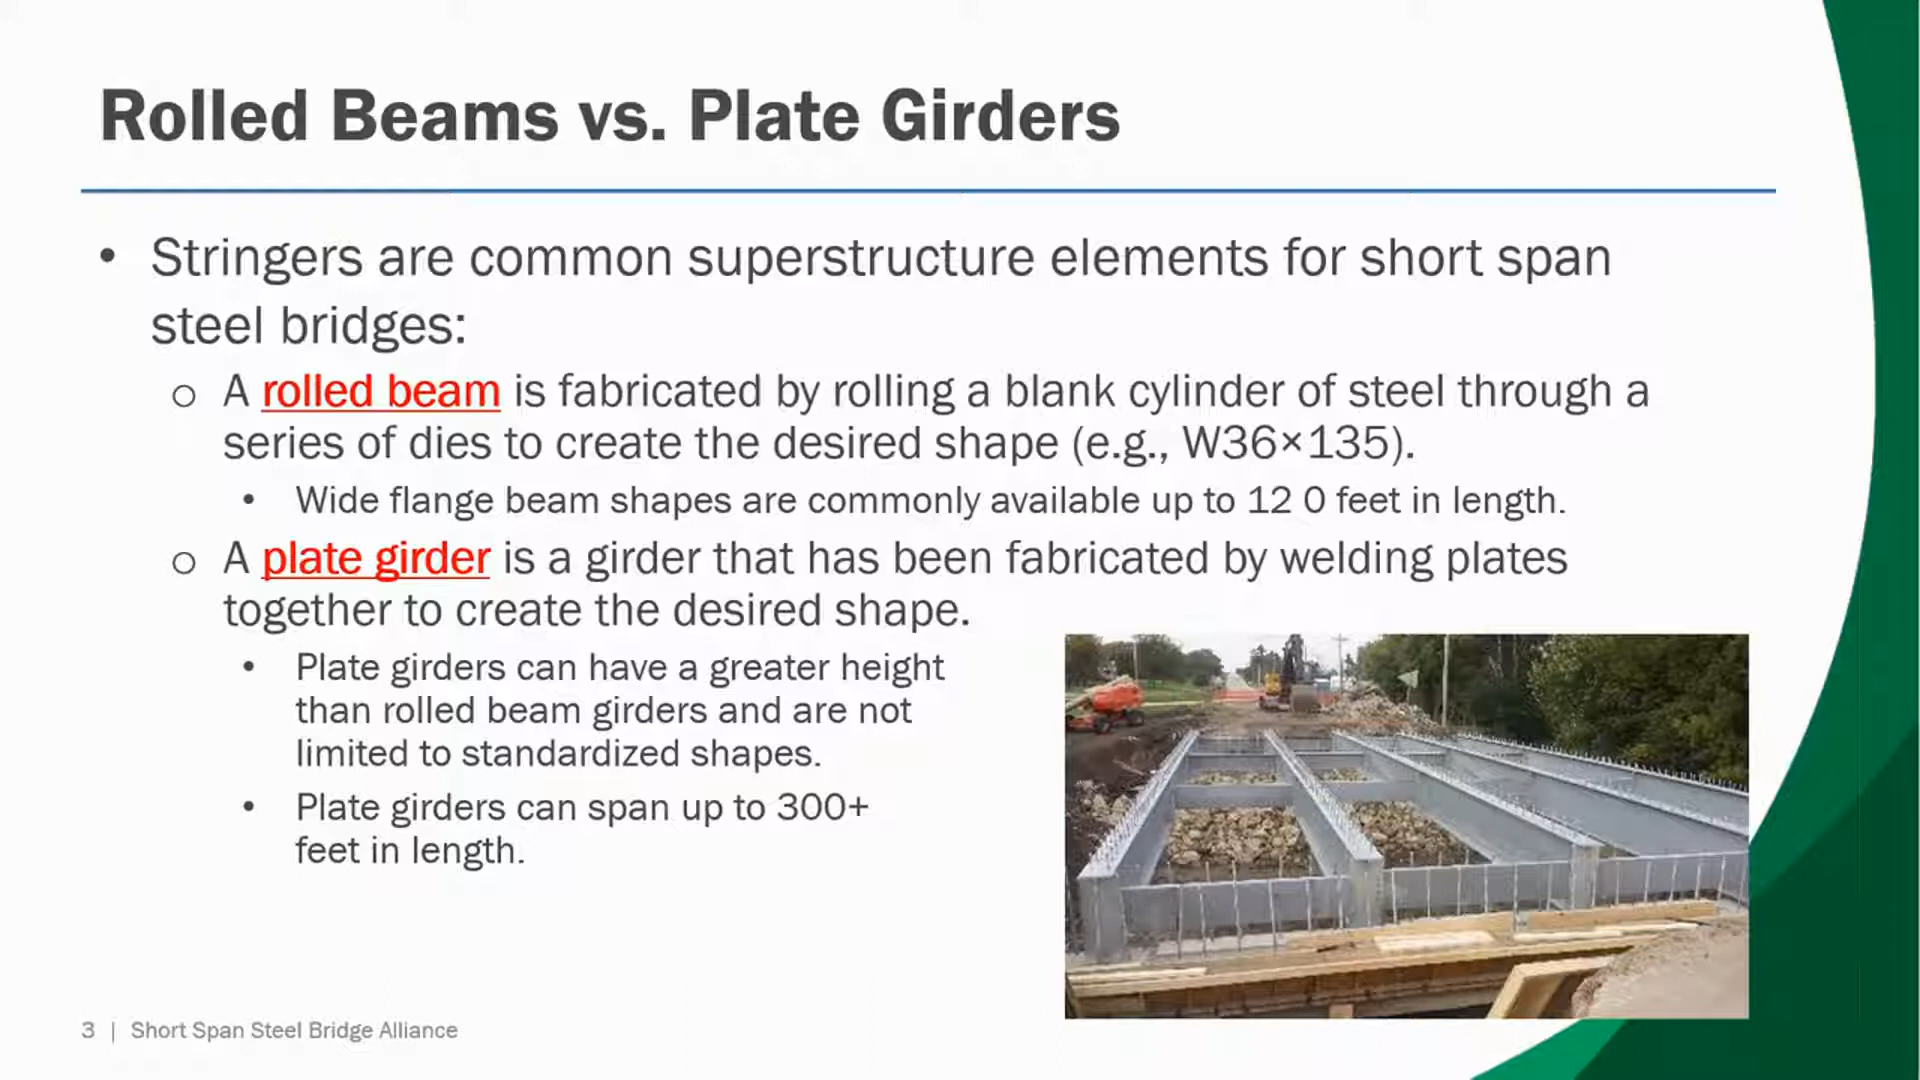 Rolled Beams vs. Plate Girders
• Stringers are common superstructure elements for short span
steel bridges:
o A rolled beam is fabricated by rolling a blank cylinder of steel through a
series of dies to create the desired shape (e.g., W36×135).
• Wide flange beam shapes are commonly available up to 12 0 feet in length.
o A plate girder is a girder that has been fabricated by welding plates
together to create the desired shape.
• Plate girders can have a greater height
than rolled beam girders and are not
limited to standardized shapes.
• Plate girders can span up to 300+
feet in length.
3 | Short Span Steel Bridge Alliance